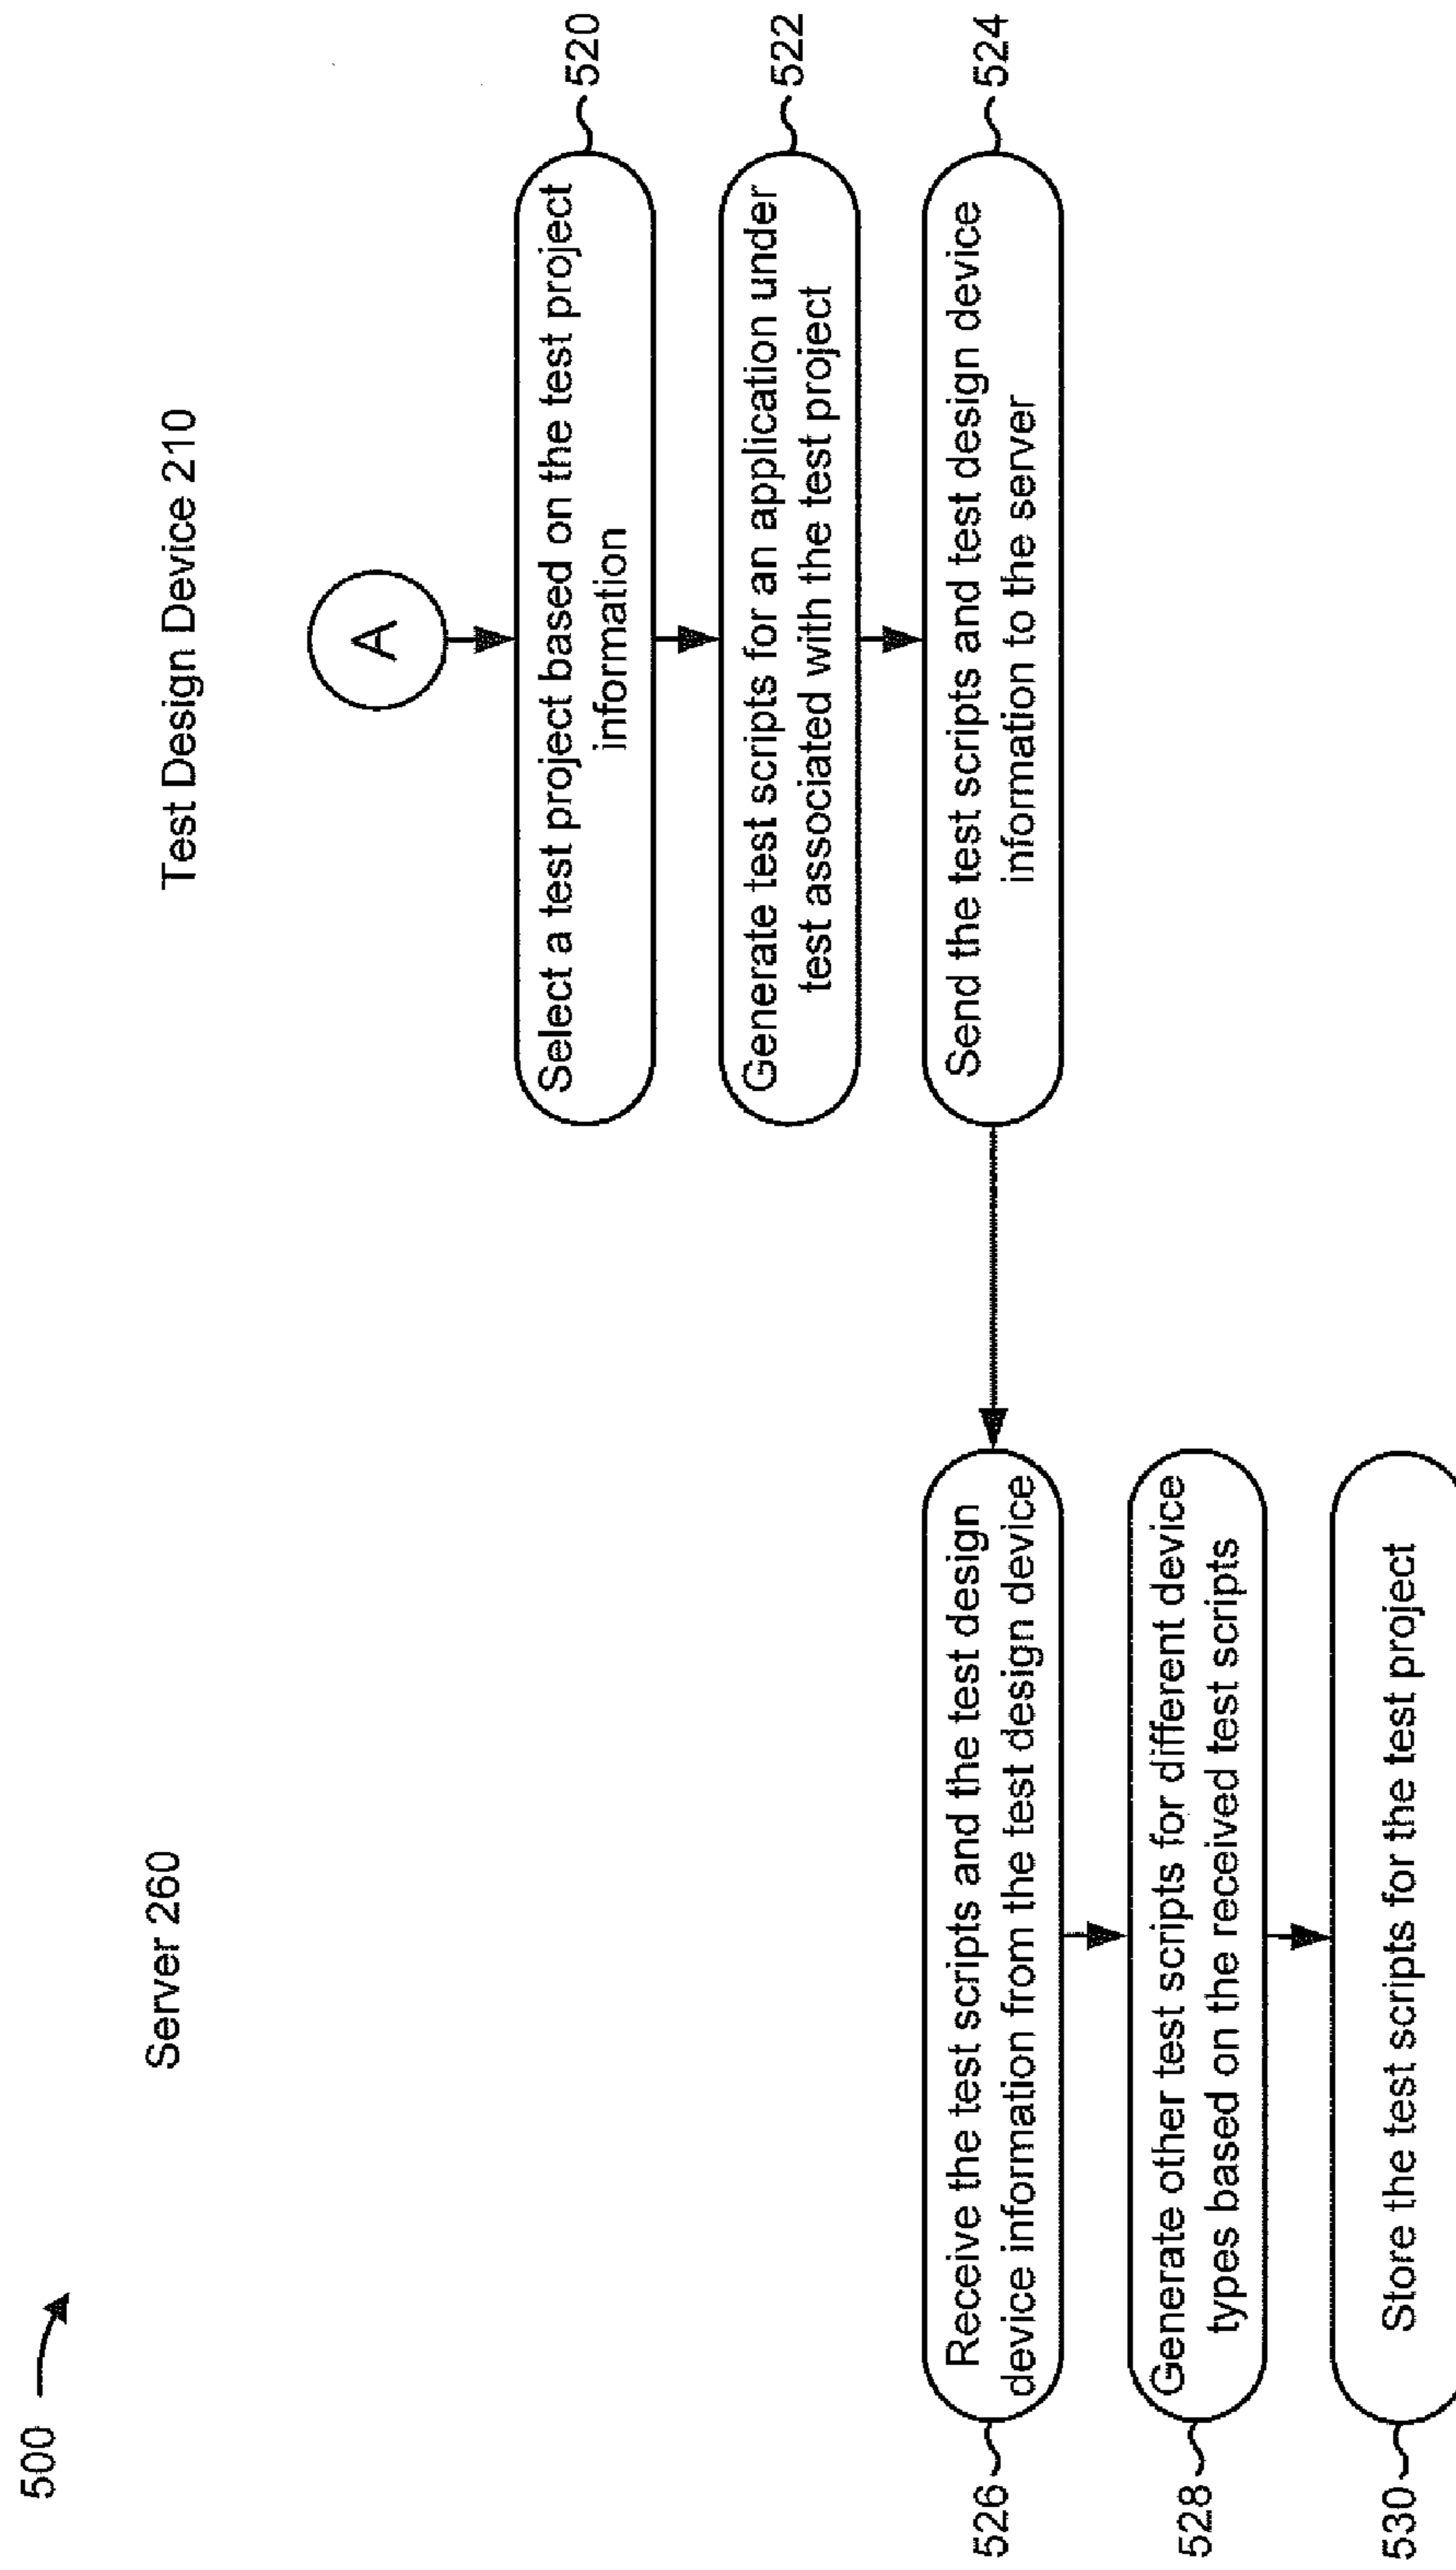 500
Server 260
Test Design Device 210
A
Select a test project based on the test project
information
520
Generate test scripts for an application under
test associated with the test project
522
Send the test scripts and test design device
information to the server
524
Receive the test scripts and the test design
device information from the test design device
526
Generate other test scripts for different device
types based on the received test scripts
528
Store the test scripts for the test project
530